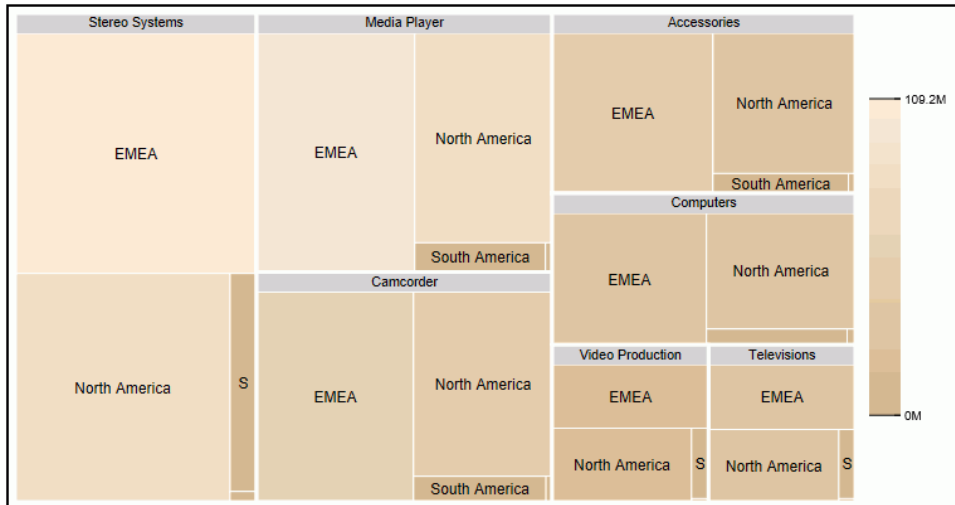 Stereo Systems
EMEA
North America
S
Media Player
EMEA
North America
South America
Camcorder
EMEA
North America
South America
Accessories
EMEA
North America
South America
Computers
EMEA
North America
Video Production
EMEA
North America
S
Televisions
EMEA
North America
S
109.2M
0M